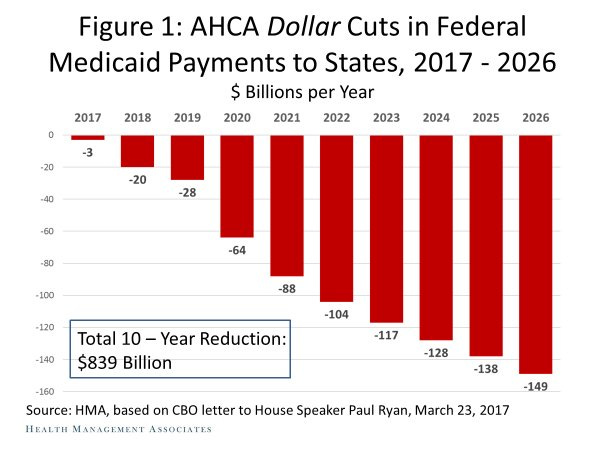 Figure 1: AHCA Dollar Cuts in Federal
Medicaid Payments to States, 2017 - 2026
$ Billions per Year
2017 2018 2019 2020 2021 2022 2023 2024 2025 2026
0
-20
-40
-60
-80
-100
-120
-140
-160
-3
-20
-28
-64
-88
-104
-117
-128
-138
-149
Total 10 – Year Reduction:
$839 Billion
Source: HMA, based on CBO letter to House Speaker Paul Ryan, March 23, 2017
HEALTH MANAGEMENT ASSOCIATES